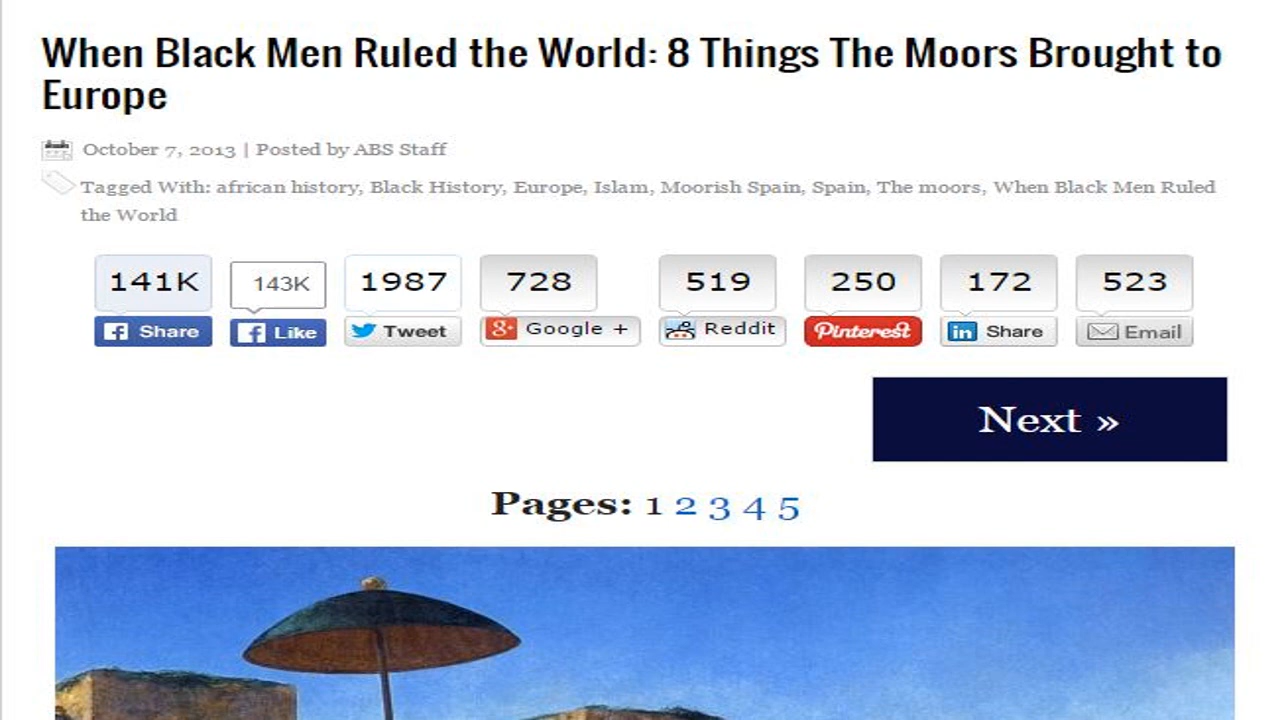 When Black Men Ruled the World: 8 Things The Moors Brought to
Europe
October 7, 2013 | Posted by ABS Staff
Tagged With: african history, Black History, Europe, Islam, Moorish Spain, Spain, The moors, When Black Men Ruled
the World
141K 143K 1987 728 519 250 172 523
Share Like Tweet Google + Reddit Pinterest Share Email
Next »
Pages: 1 2 3 4 5